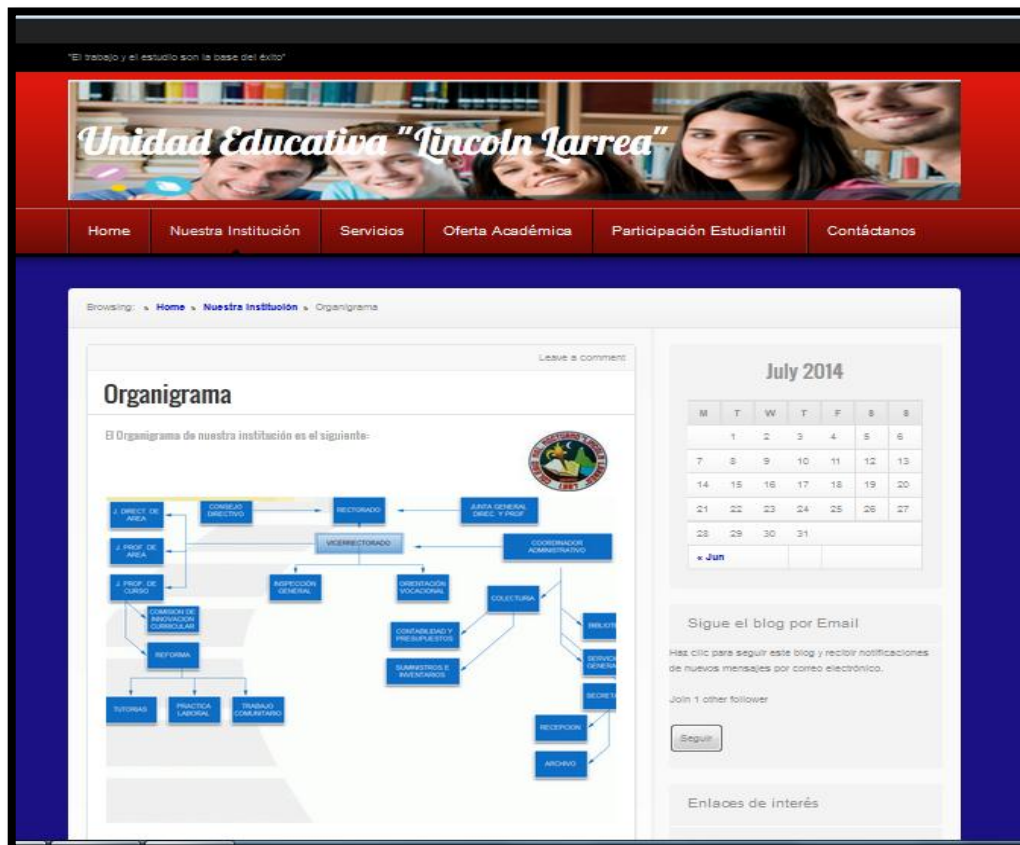 "El trabajo y el estudio son la base del éxito"
Unidad Educativa "Lincoln Larrea"
Home Nuestra Institución Servicios Oferta Académica Participación Estudiantil Contáctanos
Browsing: Home Nuestra Institución Organigrama
Leave a comment
Organigrama
El Organigrama de nuestra institución es el siguiente:
J. DIRECT. DE AREA
CONSEJO DIRECTIVO
RECTORADO
JUNTA GENERAL DIREC. Y PROF
J. PROF. DE AREA
VICERRECTORADO
COORDINADOR ADMINISTRATIVO
J. PROF. DE CURSO
INSPECCIÓN GENERAL
ORIENTACIÓN VOCACIONAL
COLECTURIA
COMISION DE INNOVACION CURRICULAR
CONTABILIDAD Y PRESUPUESTOS
BIBLIOT
REFORMA
SUMINISTROS E INVENTARIOS
SERVIC
GENERA
SECRETA
TUTORIAS
PRACTICA LABORAL
TRABAJO COMUNITARIO
RECEPCION
ARCHIVO
July 2014
M T W T F S S
1 2 3 4 5 6
7 8 9 10 11 12 13
14 15 16 17 18 19 20
21 22 23 24 25 26 27
28 29 30 31
« Jun
Sigue el blog por Email
Haz clic para seguir este blog y recibir notificaciones
de nuevos mensajes por correo electrónico.
Join 1 other follower
Seguir
Enlaces de interés